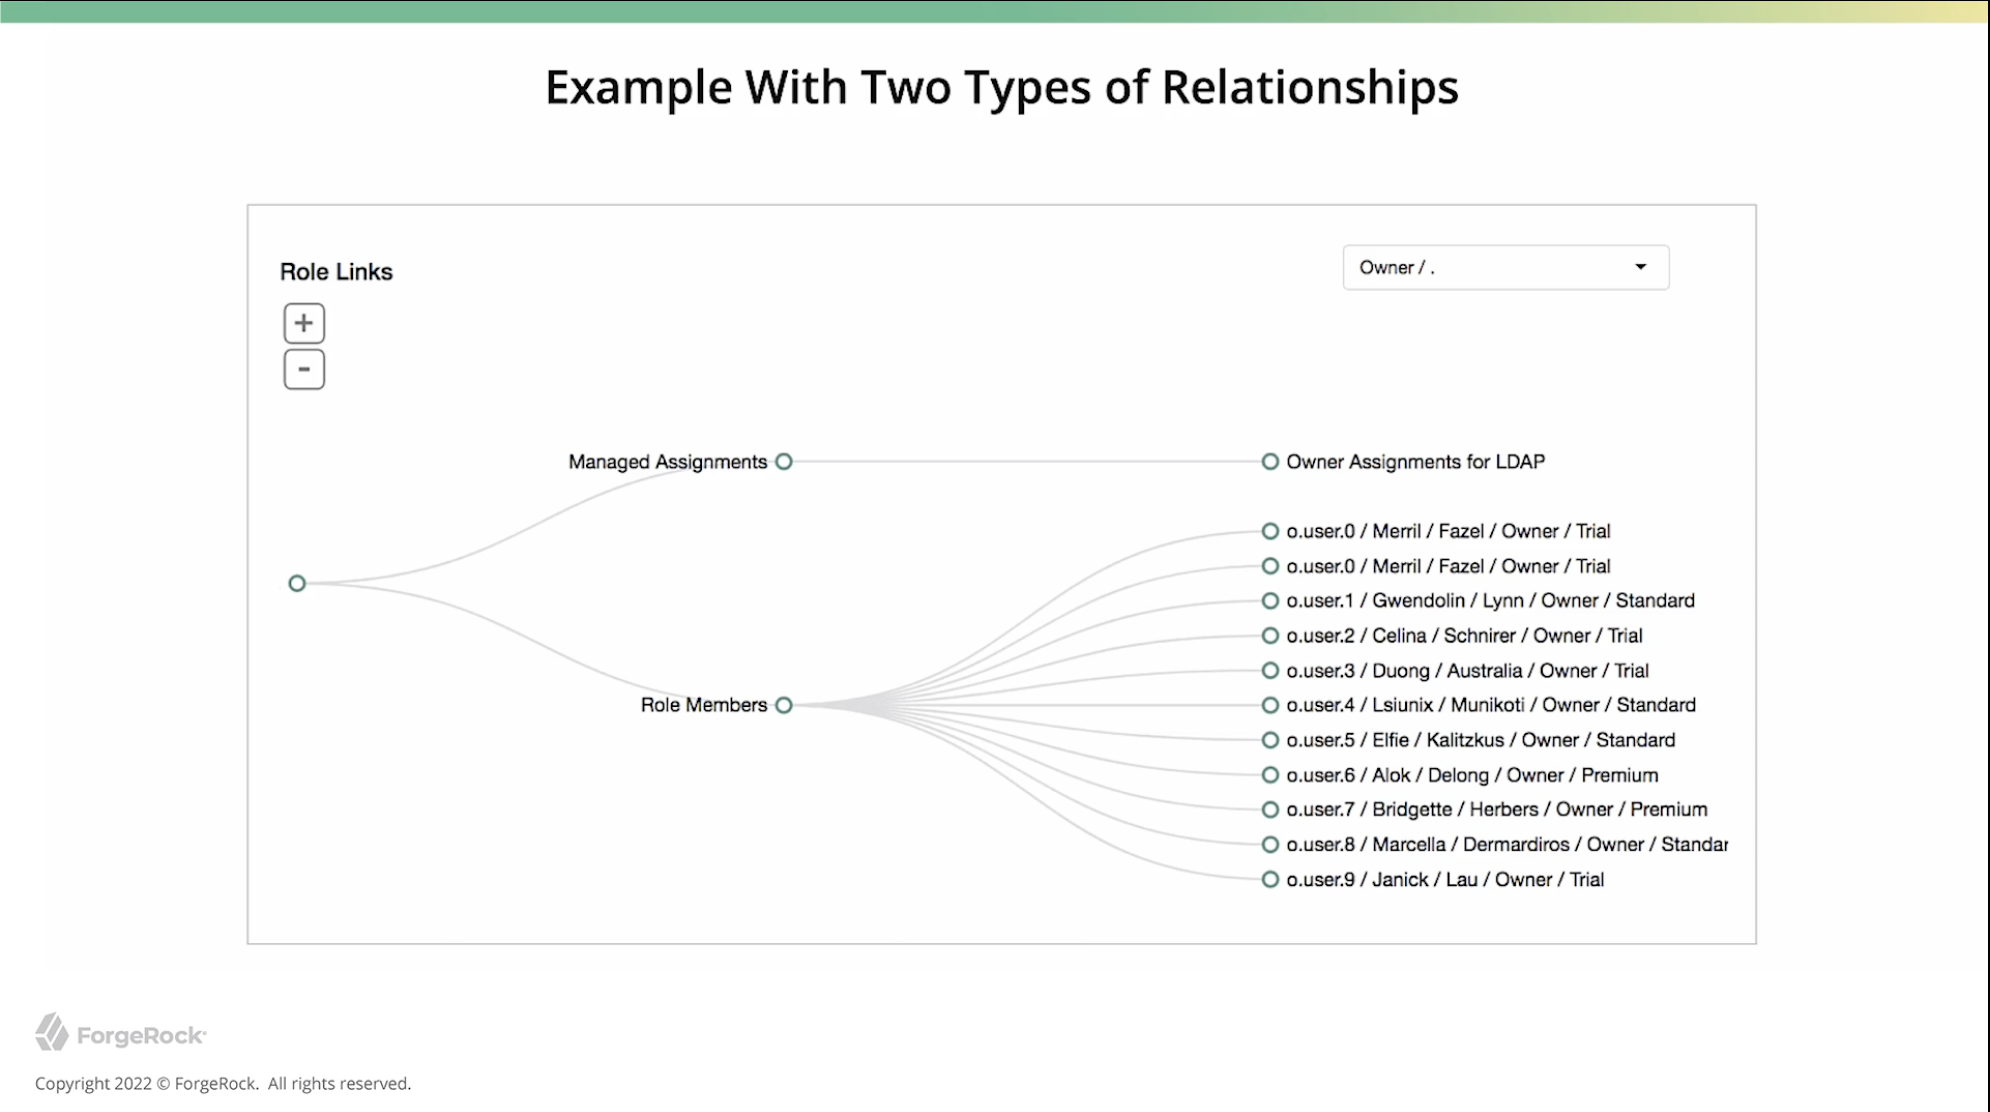 Example With Two Types of Relationships
Role Links
Owner / .
+
-
Managed Assignments
Owner Assignments for LDAP
o.user.0 / Merril / Fazel / Owner / Trial
o.user.0 / Merril / Fazel / Owner / Trial
o.user.1 / Gwendolin / Lynn / Owner / Standard
o.user.2 / Celina / Schnirer / Owner / Trial
o.user.3 / Duong / Australia / Owner / Trial
Role Members
o.user.4 / Lsiunix / Munikoti / Owner / Standard
o.user.5 / Elfie / Kalitzkus / Owner / Standard
o.user.6 / Alok / Delong / Owner / Premium
o.user.7 / Bridgette / Herbers / Owner / Premium
o.user.8 / Marcella / Dermardiros / Owner / Standar
o.user.9 / Janick / Lau / Owner / Trial
ForgeRock
Copyright 2022 © ForgeRock. All rights reserved.